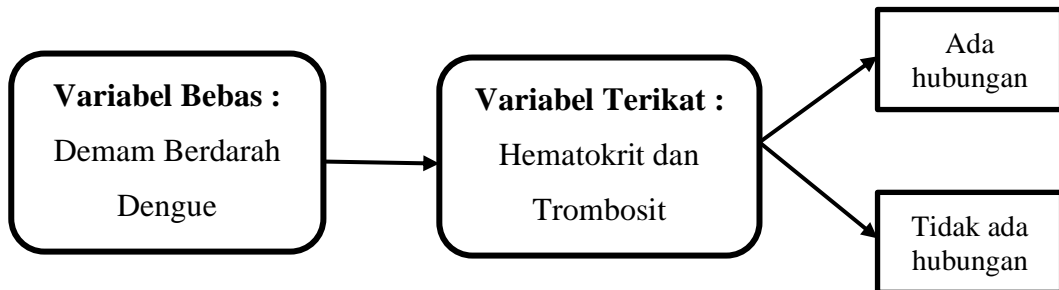 Variabel Bebas :
Demam Berdarah
Dengue
Variabel Terikat :
Hematokrit dan
Trombosit
Ada
hubungan
Tidak ada
hubungan